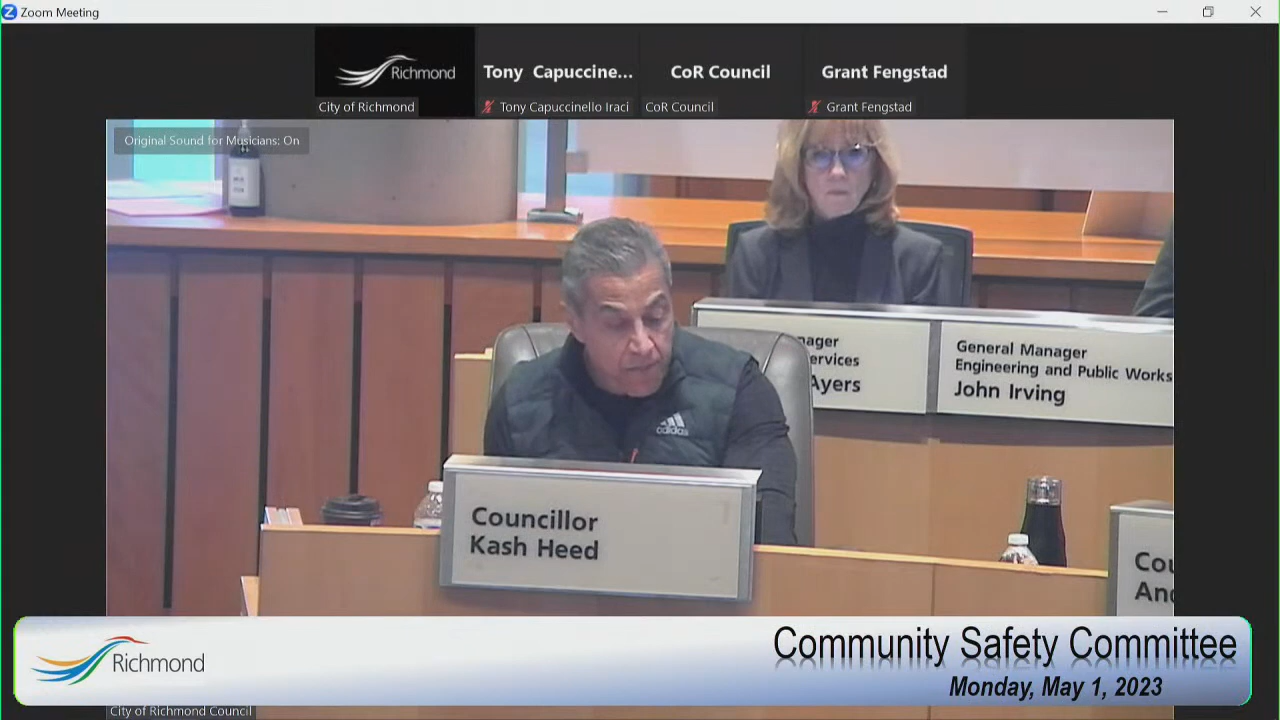 Zoom Meeting
Richmond
Tony Capuccine...
CoR Council
Grant Fengstad
City of Richmond
Tony Capuccinello Iraci
CoR Council
Grant Fengstad
Original Sound for Musicians: On
nager
ervices
Ayers
General Manager
Engineering and Public Works
John Irving
adidas
Councillor
Kash Heed
Cou
And
Richmond
Community Safety Committee
Monday, May 1, 2023
City of Richmond Council